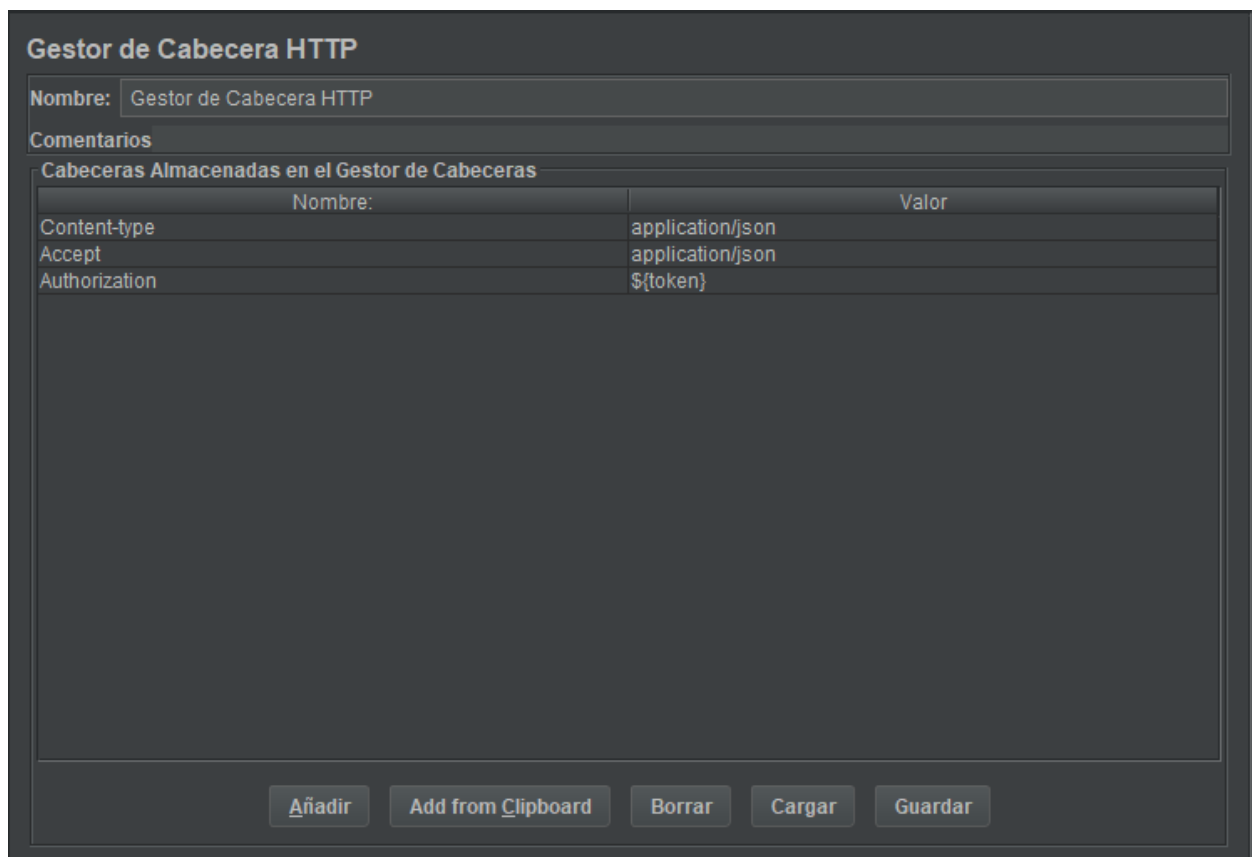 Gestor de Cabecera HTTP
Nombre: Gestor de Cabecera HTTP
Comentarios
Cabeceras Almacenadas en el Gestor de Cabeceras
Nombre: Valor
Content-type application/json
Accept application/json
Authorization ${token}
Añadir Add from Clipboard Borrar Cargar Guardar